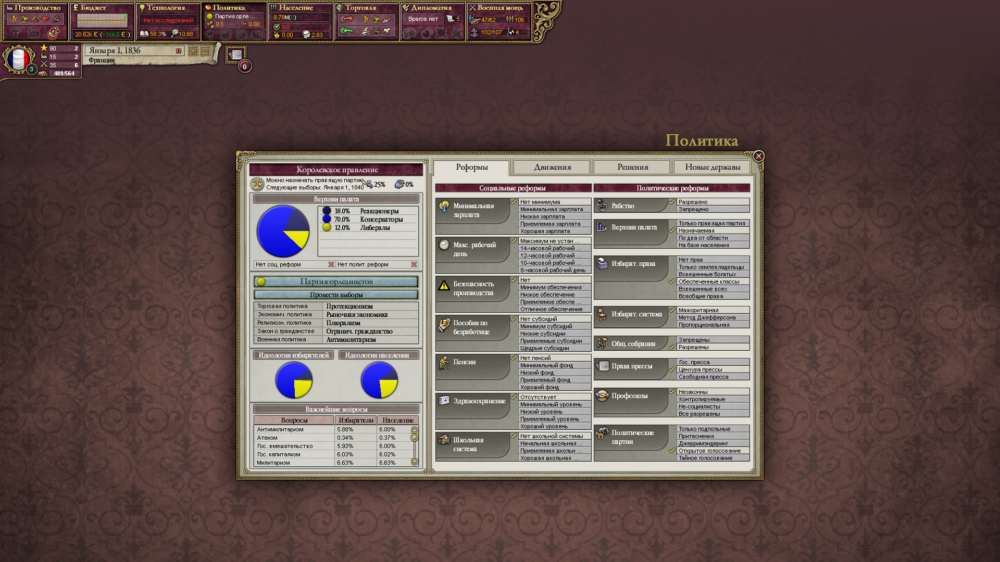 Производство
Бюджет
Технология
Политика
Население
Торговля
Дипломатия
Военная мощь
20.62k £ (+314.6 £ )
Нет исследований
58.3%
10.68
Партия орле ...
0.1
0.00
8.78M(0)
0/2
0.00
2.83
Врагов нет
5
47/62
106
102/107
4
90 2
15 2
35 6
3
489/564
Января 1, 1836
Франция
0
Политика
Королевское правление
Можно назначать правящую партию
Следующие выборы: Января 1, 1840
25%
0%
Верхняя палата
18.0% Реакционеры
70.0% Консерваторы
12.0% Либералы
Нет соц. реформ
Нет полит. реформ
Партия орлеанистов
Провести выборы
Торговая политика Протекционизм
Экономич. политика Рыночная экономика
Религиозн. политика Плюрализм
Закон о гражданстве Огранич. гражданство
Военная политика Антимилитаризм
Идеология избирателей
Идеология населения
Важнейшие вопросы
Вопросы Избиратели Население
Антимилитаризм 5.88% 6.00%
Атеизм 0.34% 0.37%
Гос. вмешательство 5.93% 6.00%
Гос. капитализм 6.03% 6.02%
Милитаризм 6.63% 6.63%
Реформы
Движения
Решения
Новые державы
Социальные реформы
Минимальная зарплата
Нет минимума
Минимальная зарплата
Низкая зарплата
Приемлемая зарплата
Хорошая зарплата
Макс. рабочий день
Максимум не устан ...
14-часовой рабочий ...
12-часовой рабочий ...
10-часовой рабочий ...
8-часовой рабочий день
Безопасность производства
Нет
Минимум обеспечения
Низкое обеспечение
Приемлемое обеспе ...
Отличное обеспечение
Пособия по безработице
Нет субсидий
Минимум субсидий
Низкие субсидии
Приемлемые субсидии
Щедрые субсидии
Пенсии
Нет пенсий
Минимальный фонд
Низкий фонд
Приемлемый фонд
Хороший фонд
Здравоохранение
Отсутствует
Минимальный уровень
Низкий уровень
Приемлемый уровень
Хороший уровень
Школьная система
Нет школьной системы
Начальная школьная ...
Приемлемая школьн ...
Хорошая школьная ...
Политические реформы
Рабство
Разрешено
Запрещено
Верхняя палата
Только правящая партия
Назначаемая
По два от области
На базе населения
Избират. права
Нет прав
Только землевладельцы
Взвешенные богатых
Обеспеченные классы
Взвешенные всех
Всеобщие права
Избират. система
Мажоритарная
Метод Джефферсона
Пропорциональная
Общ. собрания
Запрещены
Разрешены
Права прессы
Гос. пресса
Цензура прессы
Свободная пресса
Профсоюзы
Незаконны
Контролируемые
Не-социалисты
Все разрешены
Политические партии
Только подпольные
Притеснения
Джерримэндеринг
Открытое голосование
Тайное голосование